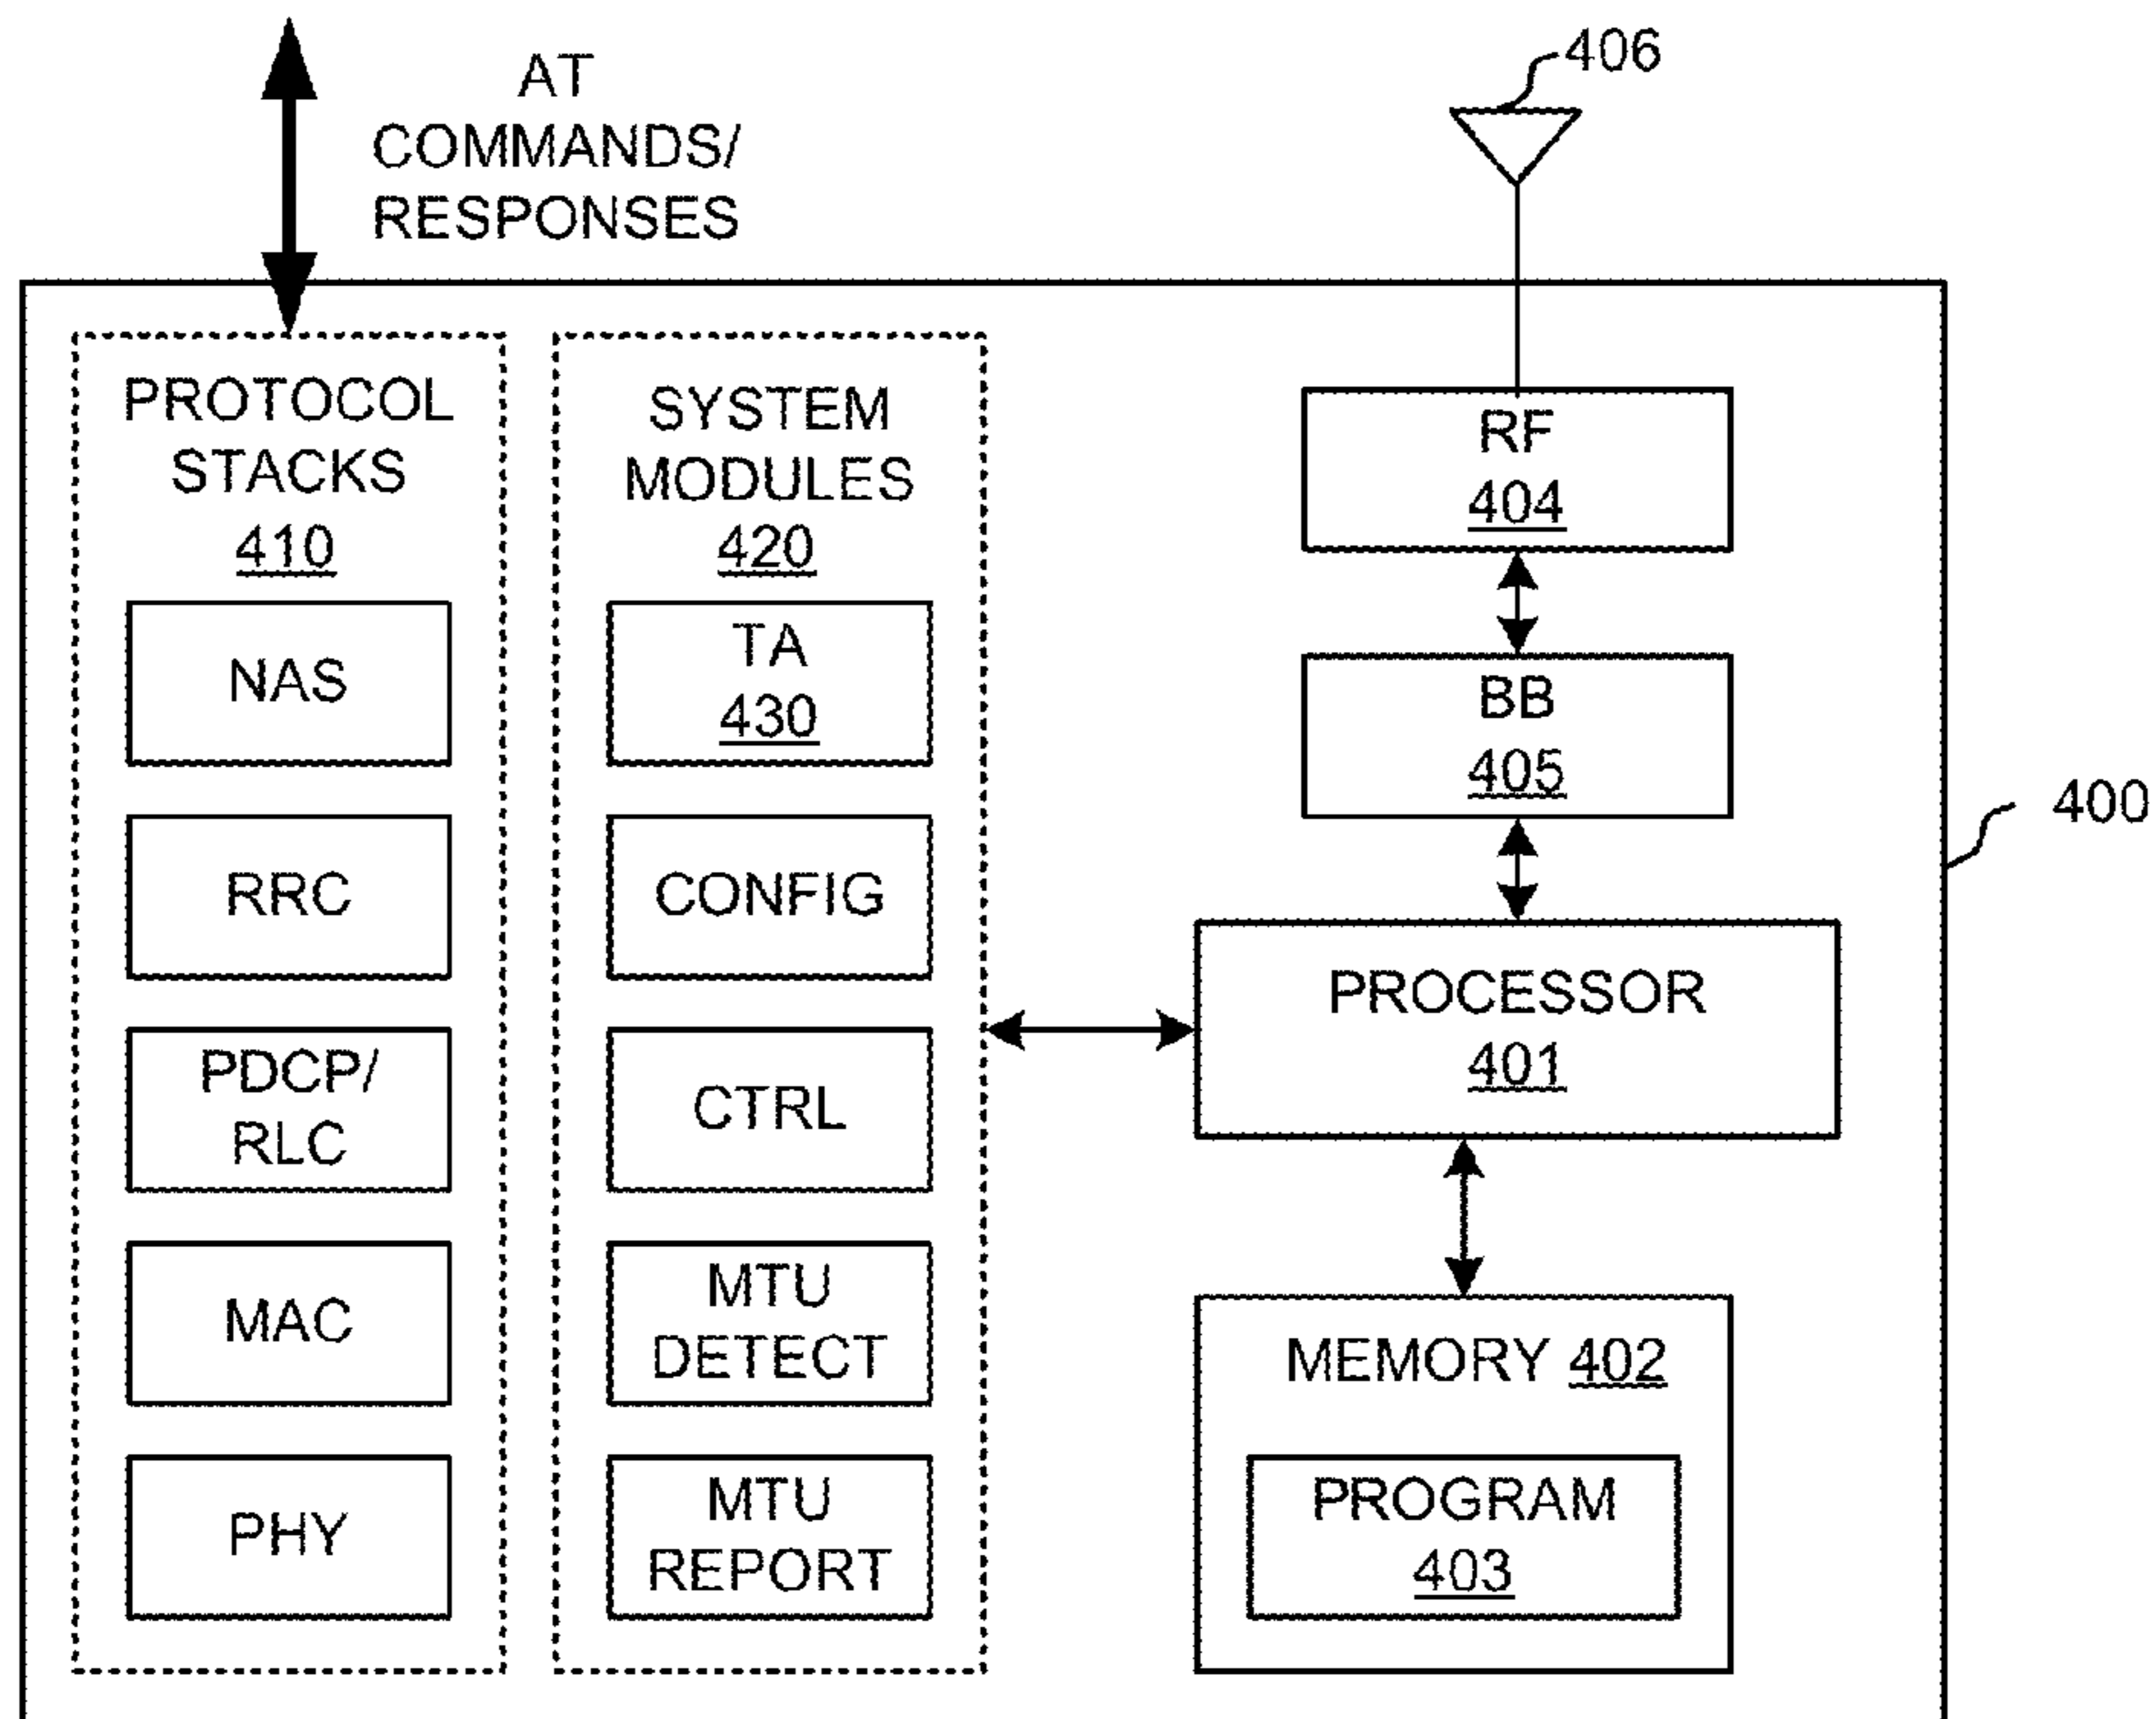 AT
COMMANDS/
RESPONSES
406
PROTOCOL
STACKS
410
NAS
RRC
PDCP/
RLC
MAC
PHY
SYSTEM
MODULES
420
TA
430
CONFIG
CTRL
MTU
DETECT
MTU
REPORT
RF
404
BB
405
PROCESSOR
401
MEMORY 402
PROGRAM
403
400